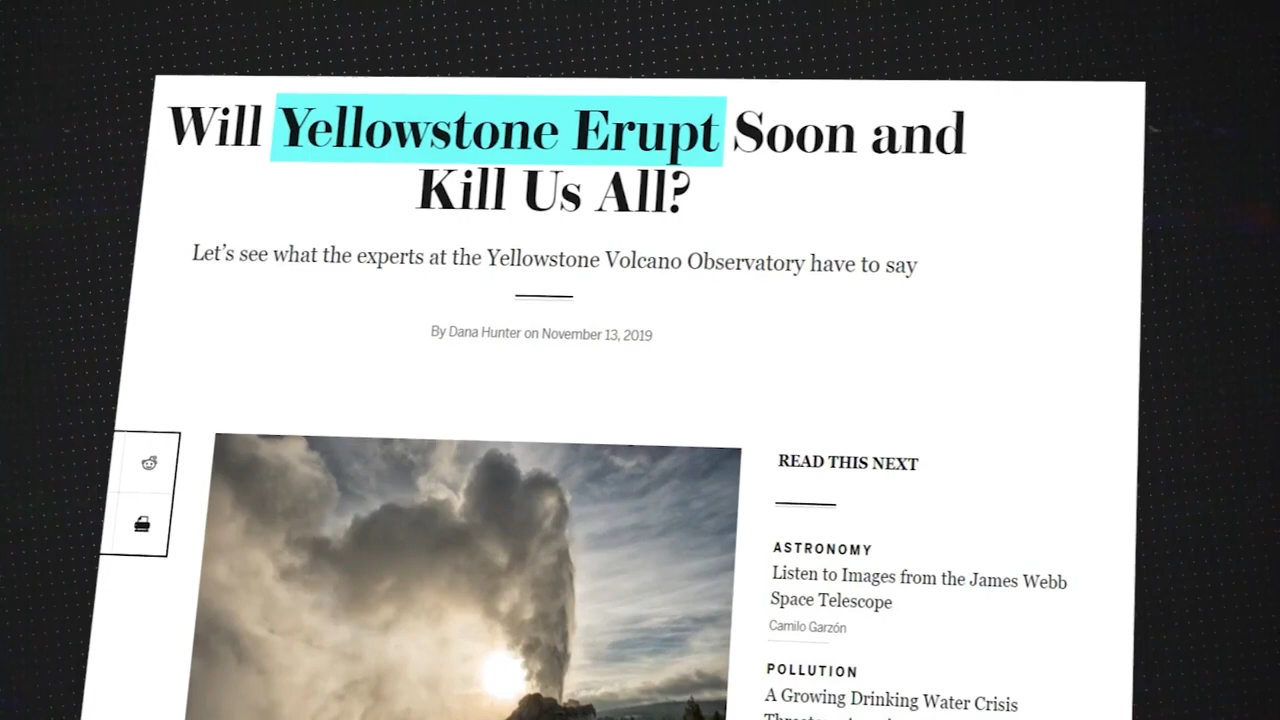 Will Yellowstone Erupt Soon and
Kill Us All?
Let’s see what the experts at the Yellowstone Volcano Observatory have to say
By Dana Hunter on November 13, 2019
READ THIS NEXT
ASTRONOMY
Listen to Images from the James Webb
Space Telescope
Camilo Garzón
POLLUTION
A Growing Drinking Water Crisis